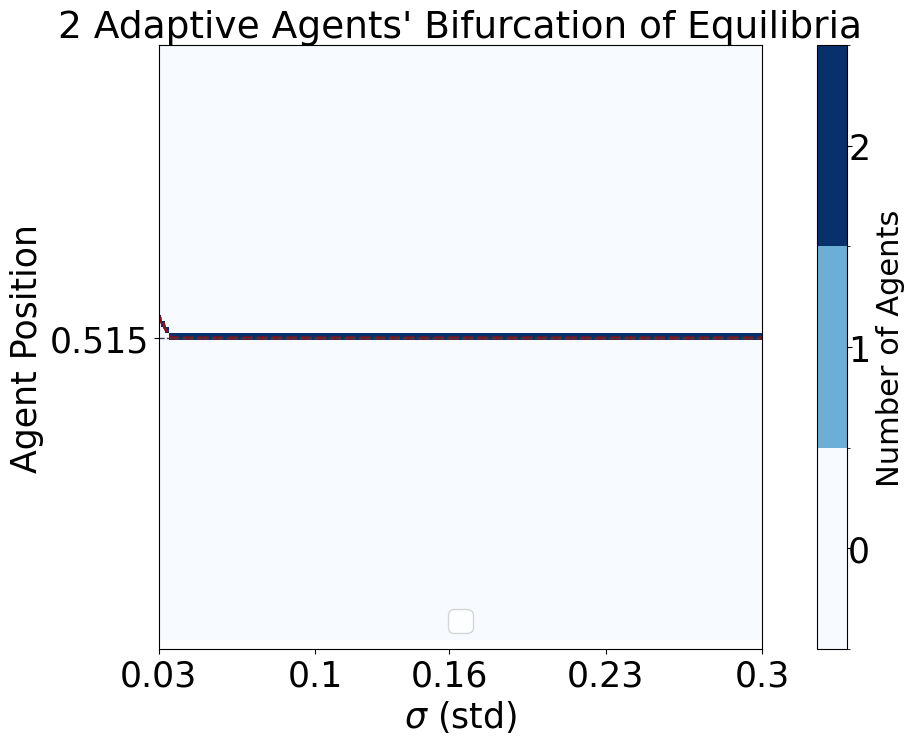 2 Adaptive Agents' Bifurcation of Equilibria
Agent Position
0.515
0.03
0.1
0.16
0.23
0.3
σ (std)
2
1
0
Number of Agents